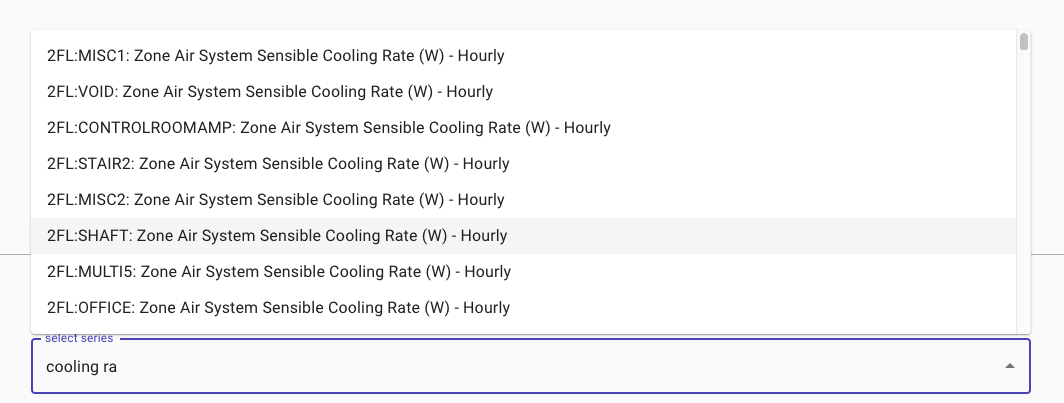 2FL:MISC1: Zone Air System Sensible Cooling Rate (W) - Hourly
2FL:VOID: Zone Air System Sensible Cooling Rate (W) - Hourly
2FL:CONTROLROOMAMP: Zone Air System Sensible Cooling Rate (W) - Hourly
2FL:STAIR2: Zone Air System Sensible Cooling Rate (W) - Hourly
2FL:MISC2: Zone Air System Sensible Cooling Rate (W) - Hourly
2FL:SHAFT: Zone Air System Sensible Cooling Rate (W) - Hourly
2FL:MULTI5: Zone Air System Sensible Cooling Rate (W) - Hourly
2FL:OFFICE: Zone Air System Sensible Cooling Rate (W) - Hourly
select series
cooling ra